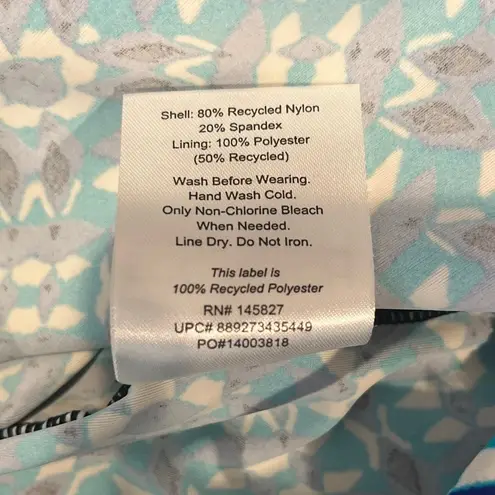 Shell: 80% Recycled Nylon
20% Spandex
Lining: 100% Polyester
(50% Recycled)
Wash Before Wearing.
Hand Wash Cold.
Only Non-Chlorine Bleach
When Needed.
Line Dry. Do Not Iron.
This label is
100% Recycled Polyester
RN# 145827
UPC# 889273435449
PO#14003818